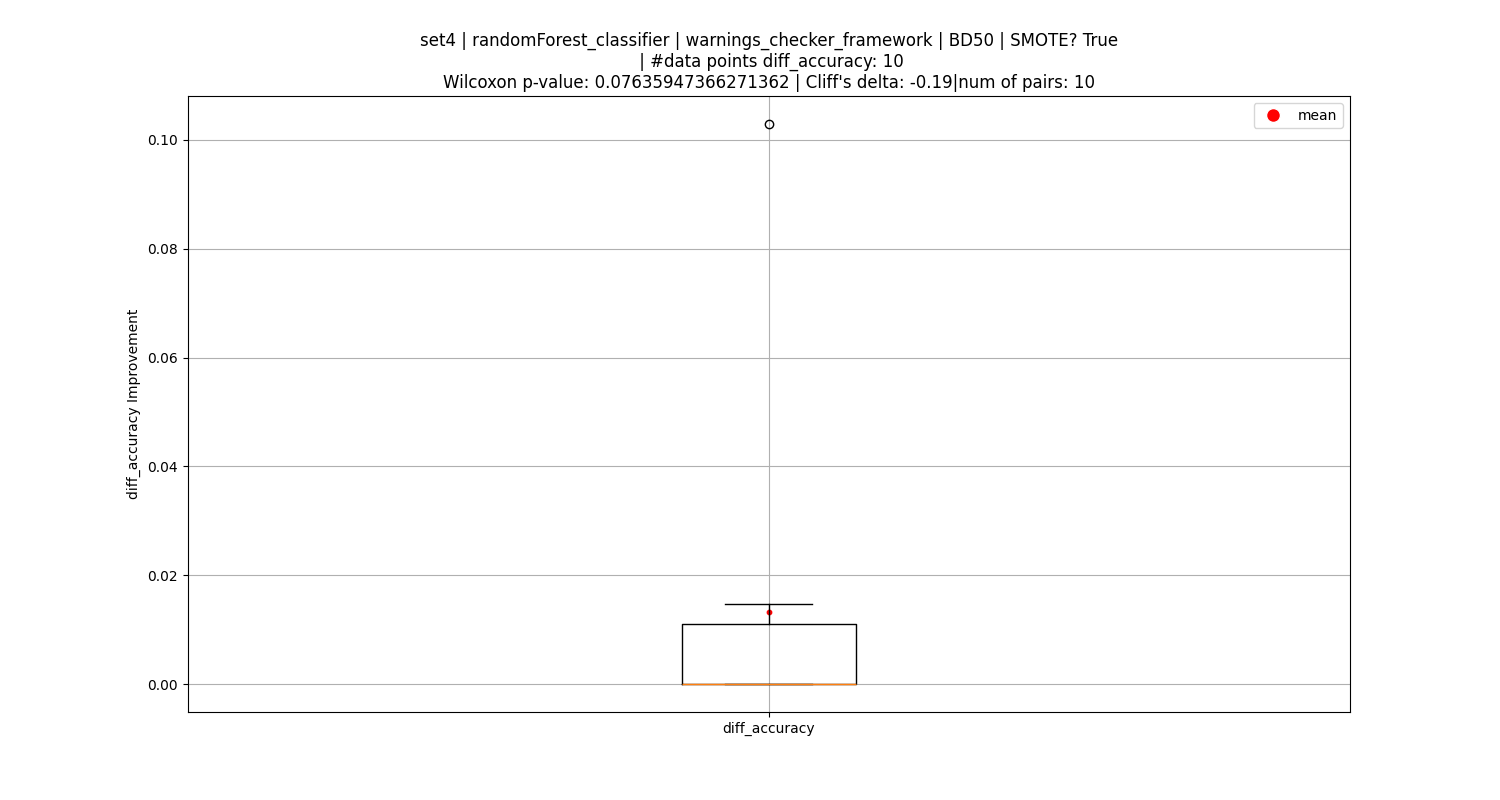 set4 | randomForest_classifier | warnings_checker_framework | BD50 | SMOTE? True
| #data points diff_accuracy: 10
Wilcoxon p-value: 0.07635947366271362 | Cliff's delta: -0.19|num of pairs: 10
mean
0.10
0.08
0.06
0.04
0.02
0.00
diff_accuracy Improvement
diff_accuracy